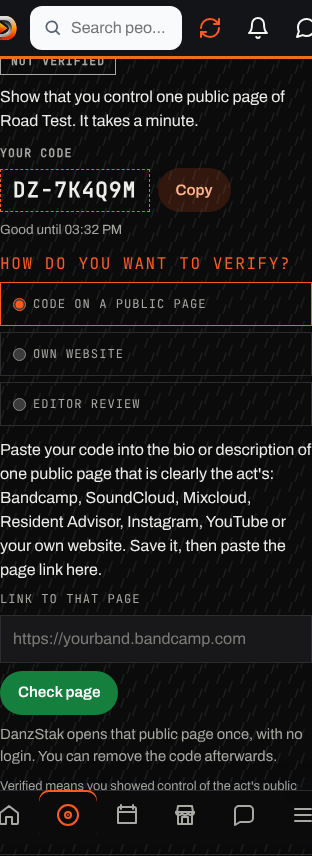 Search peo...
NOT VERIFIED
Show that you control one public page of
Road Test. It takes a minute.
YOUR CODE
DZ-7K4Q9M
Copy
Good until 03:32 PM
HOW DO YOU WANT TO VERIFY?
CODE ON A PUBLIC PAGE
OWN WEBSITE
EDITOR REVIEW
Paste your code into the bio or description of
one public page that is clearly the act's:
Bandcamp, SoundCloud, Mixcloud,
Resident Advisor, Instagram, YouTube or
your own website. Save it, then paste the
page link here.
LINK TO THAT PAGE
https://yourband.bandcamp.com
Check page
DanzStak opens that public page once, with no
login. You can remove the code afterwards.
Verified means you showed control of the act's public